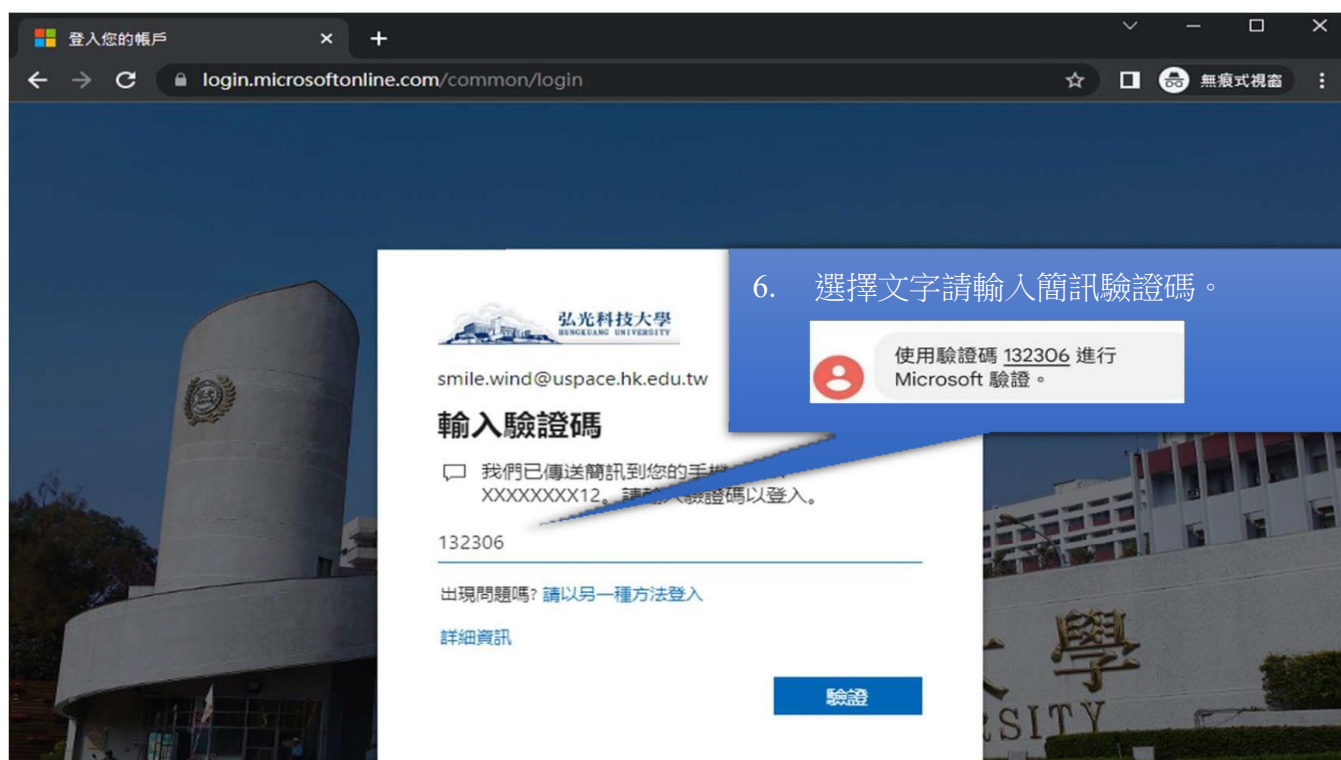 登入您的帳戶
login.microsoftonline.com/common/login
無痕式視窗
弘光科技大學
HUNGKUANG UNIVERSITY
smile.wind@uspace.hk.edu.tw
輸入驗證碼
我們已傳送簡訊到您的手機
XXXXXXXX12。請輸入驗證碼以登入。
132306
出現問題嗎? 請以另一種方法登入
詳細資訊
驗證
6. 選擇文字請輸入簡訊驗證碼。
使用驗證碼 132306 進行
Microsoft 驗證。
大學
SITY